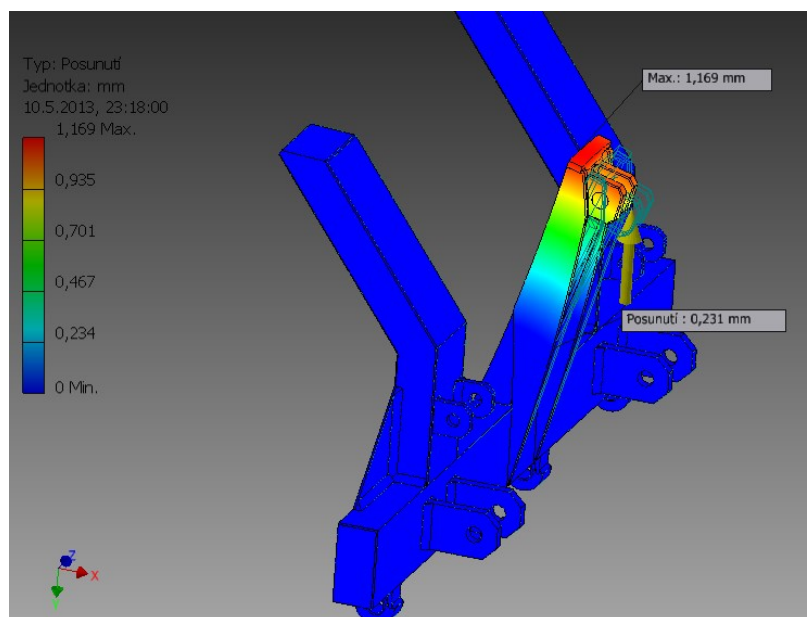 Typ: Posunutí
Jednotka: mm
10.5.2013, 23:18:00
1,169 Max.
0,935
0,701
0,467
0,234
0 Min.
Max.: 1,169 mm
Posunutí : 0,231 mm
Z
X
Y